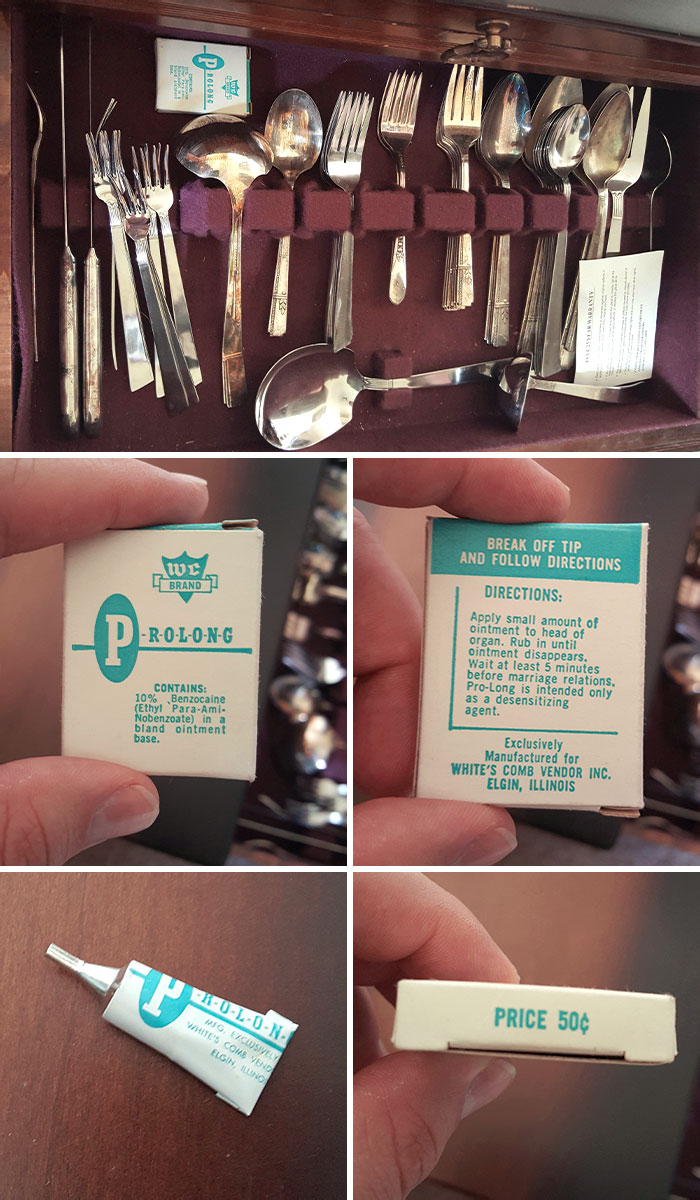 P-R-O-L-O-N-G
WC
WC
BRAND
P-R-O-L-O-N-G
CONTAINS:
10% Benzocaine
(Ethyl Para-Ami-
Nobenzoate) in a
bland ointment
base.
BREAK OFF TIP
AND FOLLOW DIRECTIONS
DIRECTIONS:
Apply small amount of
ointment to head of
organ. Rub in until
ointment disappears.
Wait at least 5 minutes
before marriage relations.
Pro-Long is intended only
as a desensitizing
agent.
Exclusively
Manufactured for
WHITE'S COMB VENDOR INC.
ELGIN, ILLINOIS
P-R-O-L-O-N-
MFG. EXCLUSIVELY
WHITE'S COMB VEND
ELGIN, ILLINO
PRICE 50¢